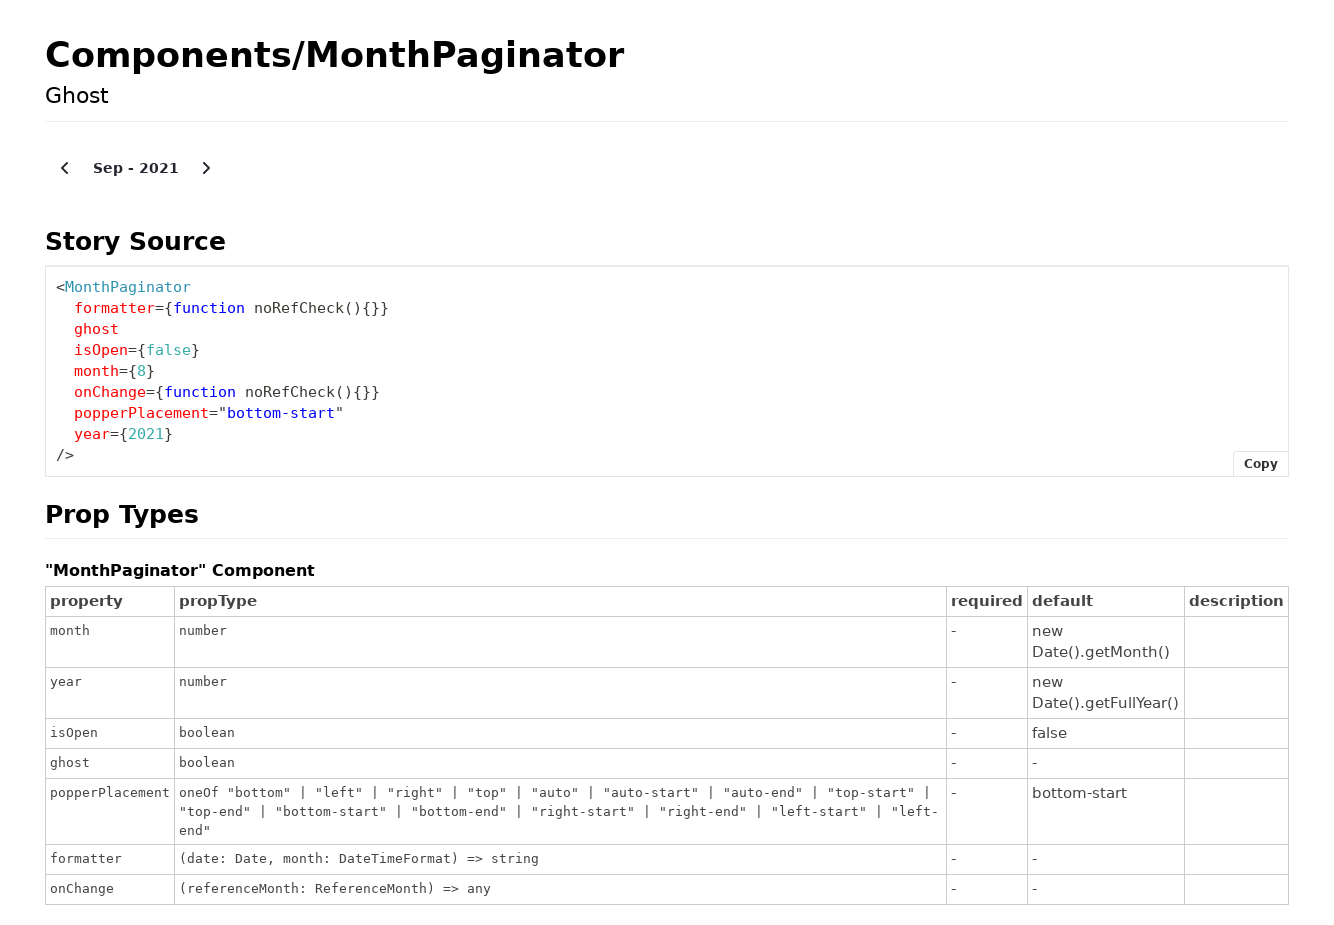 Components/MonthPaginator
Ghost
Sep - 2021
Story Source
<MonthPaginator
  formatter={function noRefCheck(){}}
  ghost
  isOpen={false}
  month={8}
  onChange={function noRefCheck(){}}
  popperPlacement="bottom-start"
  year={2021}
/>
Copy
Prop Types
"MonthPaginator" Component
property propType required default description
month number - new
Date().getMonth()
year number - new
Date().getFullYear()
isOpen boolean - false
ghost boolean - -
popperPlacement oneOf "bottom" | "left" | "right" | "top" | "auto" | "auto-start" | "auto-end" | "top-start" | - bottom-start
"top-end" | "bottom-start" | "bottom-end" | "right-start" | "right-end" | "left-start" | "left-
end"
formatter (date: Date, month: DateTimeFormat) => string - -
onChange (referenceMonth: ReferenceMonth) => any - -